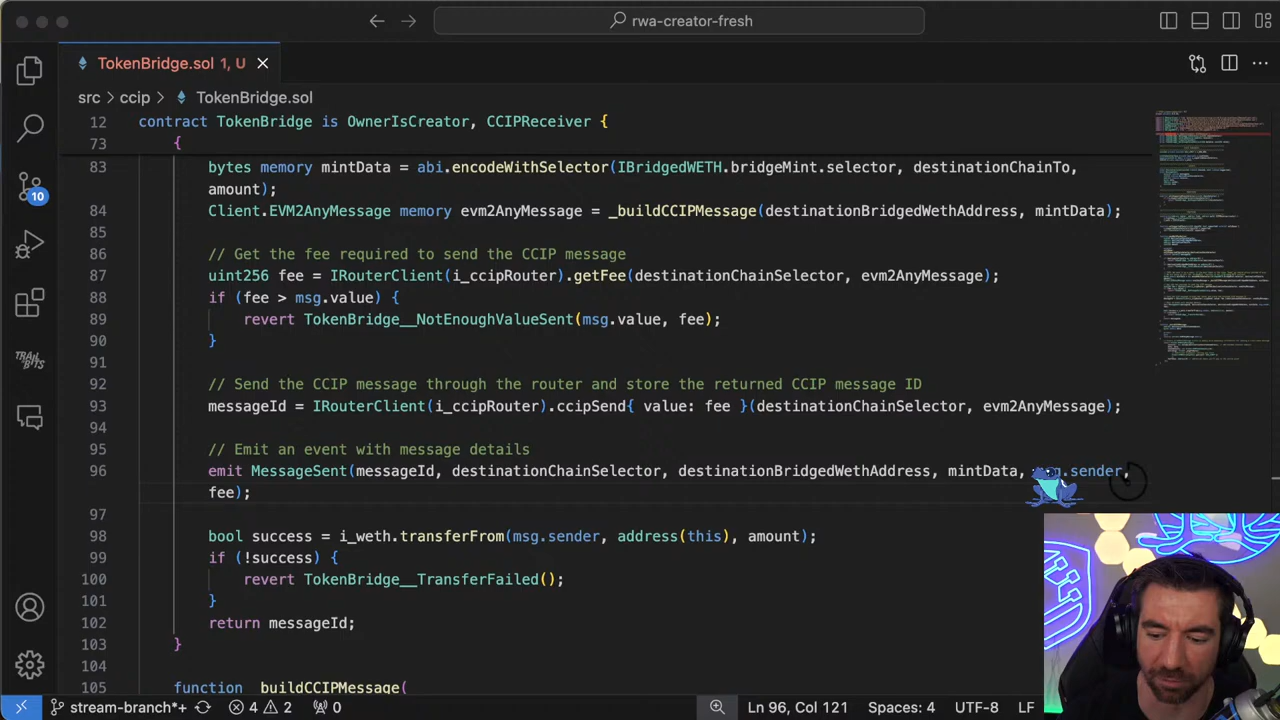 rwa-creator-fresh
TokenBridge.sol 1, U
src > ccip > TokenBridge.sol
12 contract TokenBridge is OwnerIsCreator, CCIPReceiver {
73 {
83 bytes memory mintData = abi.encodeWithSelector(IBridgedWETH.bridgeMint.selector, destinationChainTo,
amount);
84 Client.EVM2AnyMessage memory evm2AnyMessage = _buildCCIPMessage(destinationBridgedWethAddress, mintData);
85
86 // Get the fee required to send the CCIP message
87 uint256 fee = IRouterClient(i_ccipRouter).getFee(destinationChainSelector, evm2AnyMessage);
88 if (fee > msg.value) {
89 revert TokenBridge__NotEnoughValueSent(msg.value, fee);
90 }
91
92 // Send the CCIP message through the router and store the returned CCIP message ID
93 messageId = IRouterClient(i_ccipRouter).ccipSend{ value: fee }(destinationChainSelector, evm2AnyMessage);
94
95 // Emit an event with message details
96 emit MessageSent(messageId, destinationChainSelector, destinationBridgedWethAddress, mintData, msg.sender,
fee);
97
98 bool success = i_weth.transferFrom(msg.sender, address(this), amount);
99 if (!success) {
100 revert TokenBridge__TransferFailed();
101 }
102 return messageId;
103 }
104
105 function _buildCCIPMessage(
10
stream-branch*+ 4 2 0 Ln 96, Col 121 Spaces: 4 UTF-8 LF